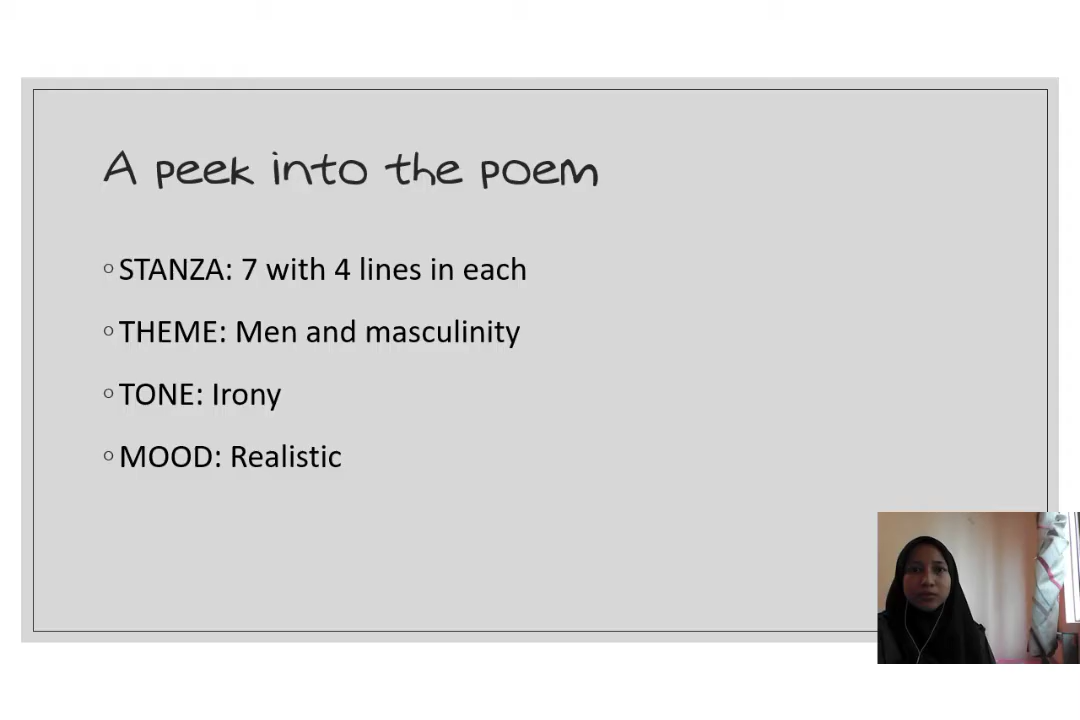 A peek into the poem
◦STANZA: 7 with 4 lines in each
◦THEME: Men and masculinity
◦TONE: Irony
◦MOOD: Realistic